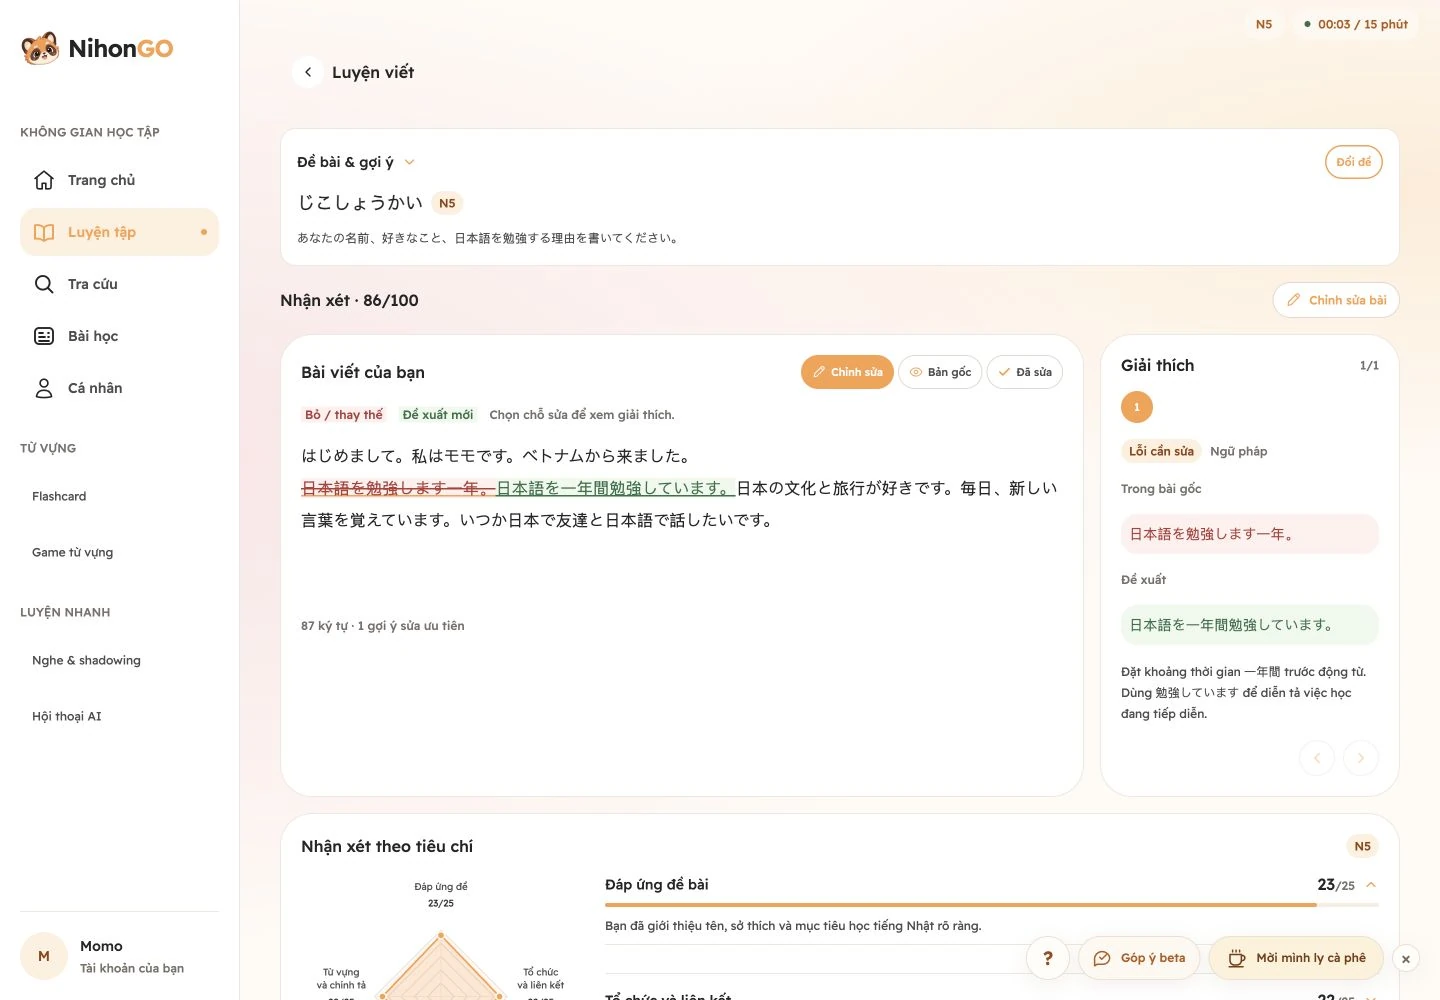 NihonGO
N5
00:03 / 15 phút
KHÔNG GIAN HỌC TẬP
Trang chủ
Luyện tập
Tra cứu
Bài học
Cá nhân
TỪ VỰNG
Flashcard
Game từ vựng
LUYỆN NHANH
Nghe & shadowing
Hội thoại AI
M
Momo
Tài khoản của bạn
Luyện viết
Đề bài & gợi ý
Đổi đề
じこしょうかい N5
あなたの名前、好きなこと、日本語を勉強する理由を書いてください。
Nhận xét · 86/100
Chỉnh sửa bài
Bài viết của bạn
Chỉnh sửa
Bản gốc
Đã sửa
Bỏ / thay thế Đề xuất mới Chọn chỗ sửa để xem giải thích.
はじめまして。私はモモです。ベトナムから来ました。
日本語を勉強します一年。日本語を一年間勉強しています。日本の文化と旅行が好きです。毎日、新しい
言葉を覚えています。いつか日本で友達と日本語で話したいです。
87 ký tự · 1 gợi ý sửa ưu tiên
Giải thích
1/1
1
Lỗi cần sửa Ngữ pháp
Trong bài gốc
日本語を勉強します一年。
Đề xuất
日本語を一年間勉強しています。
Đặt khoảng thời gian 一年間 trước động từ.
Dùng 勉強しています để diễn tả việc học
đang tiếp diễn.
Nhận xét theo tiêu chí
N5
Đáp ứng đề
23/25
Từ vựng
và chính tả
Tổ chức
và liên kết
Đáp ứng đề bài
23/25
Bạn đã giới thiệu tên, sở thích và mục tiêu học tiếng Nhật rõ ràng.
Tổ chức và liên kết
22/25
?
Góp ý beta
Mời mình ly cà phê
×